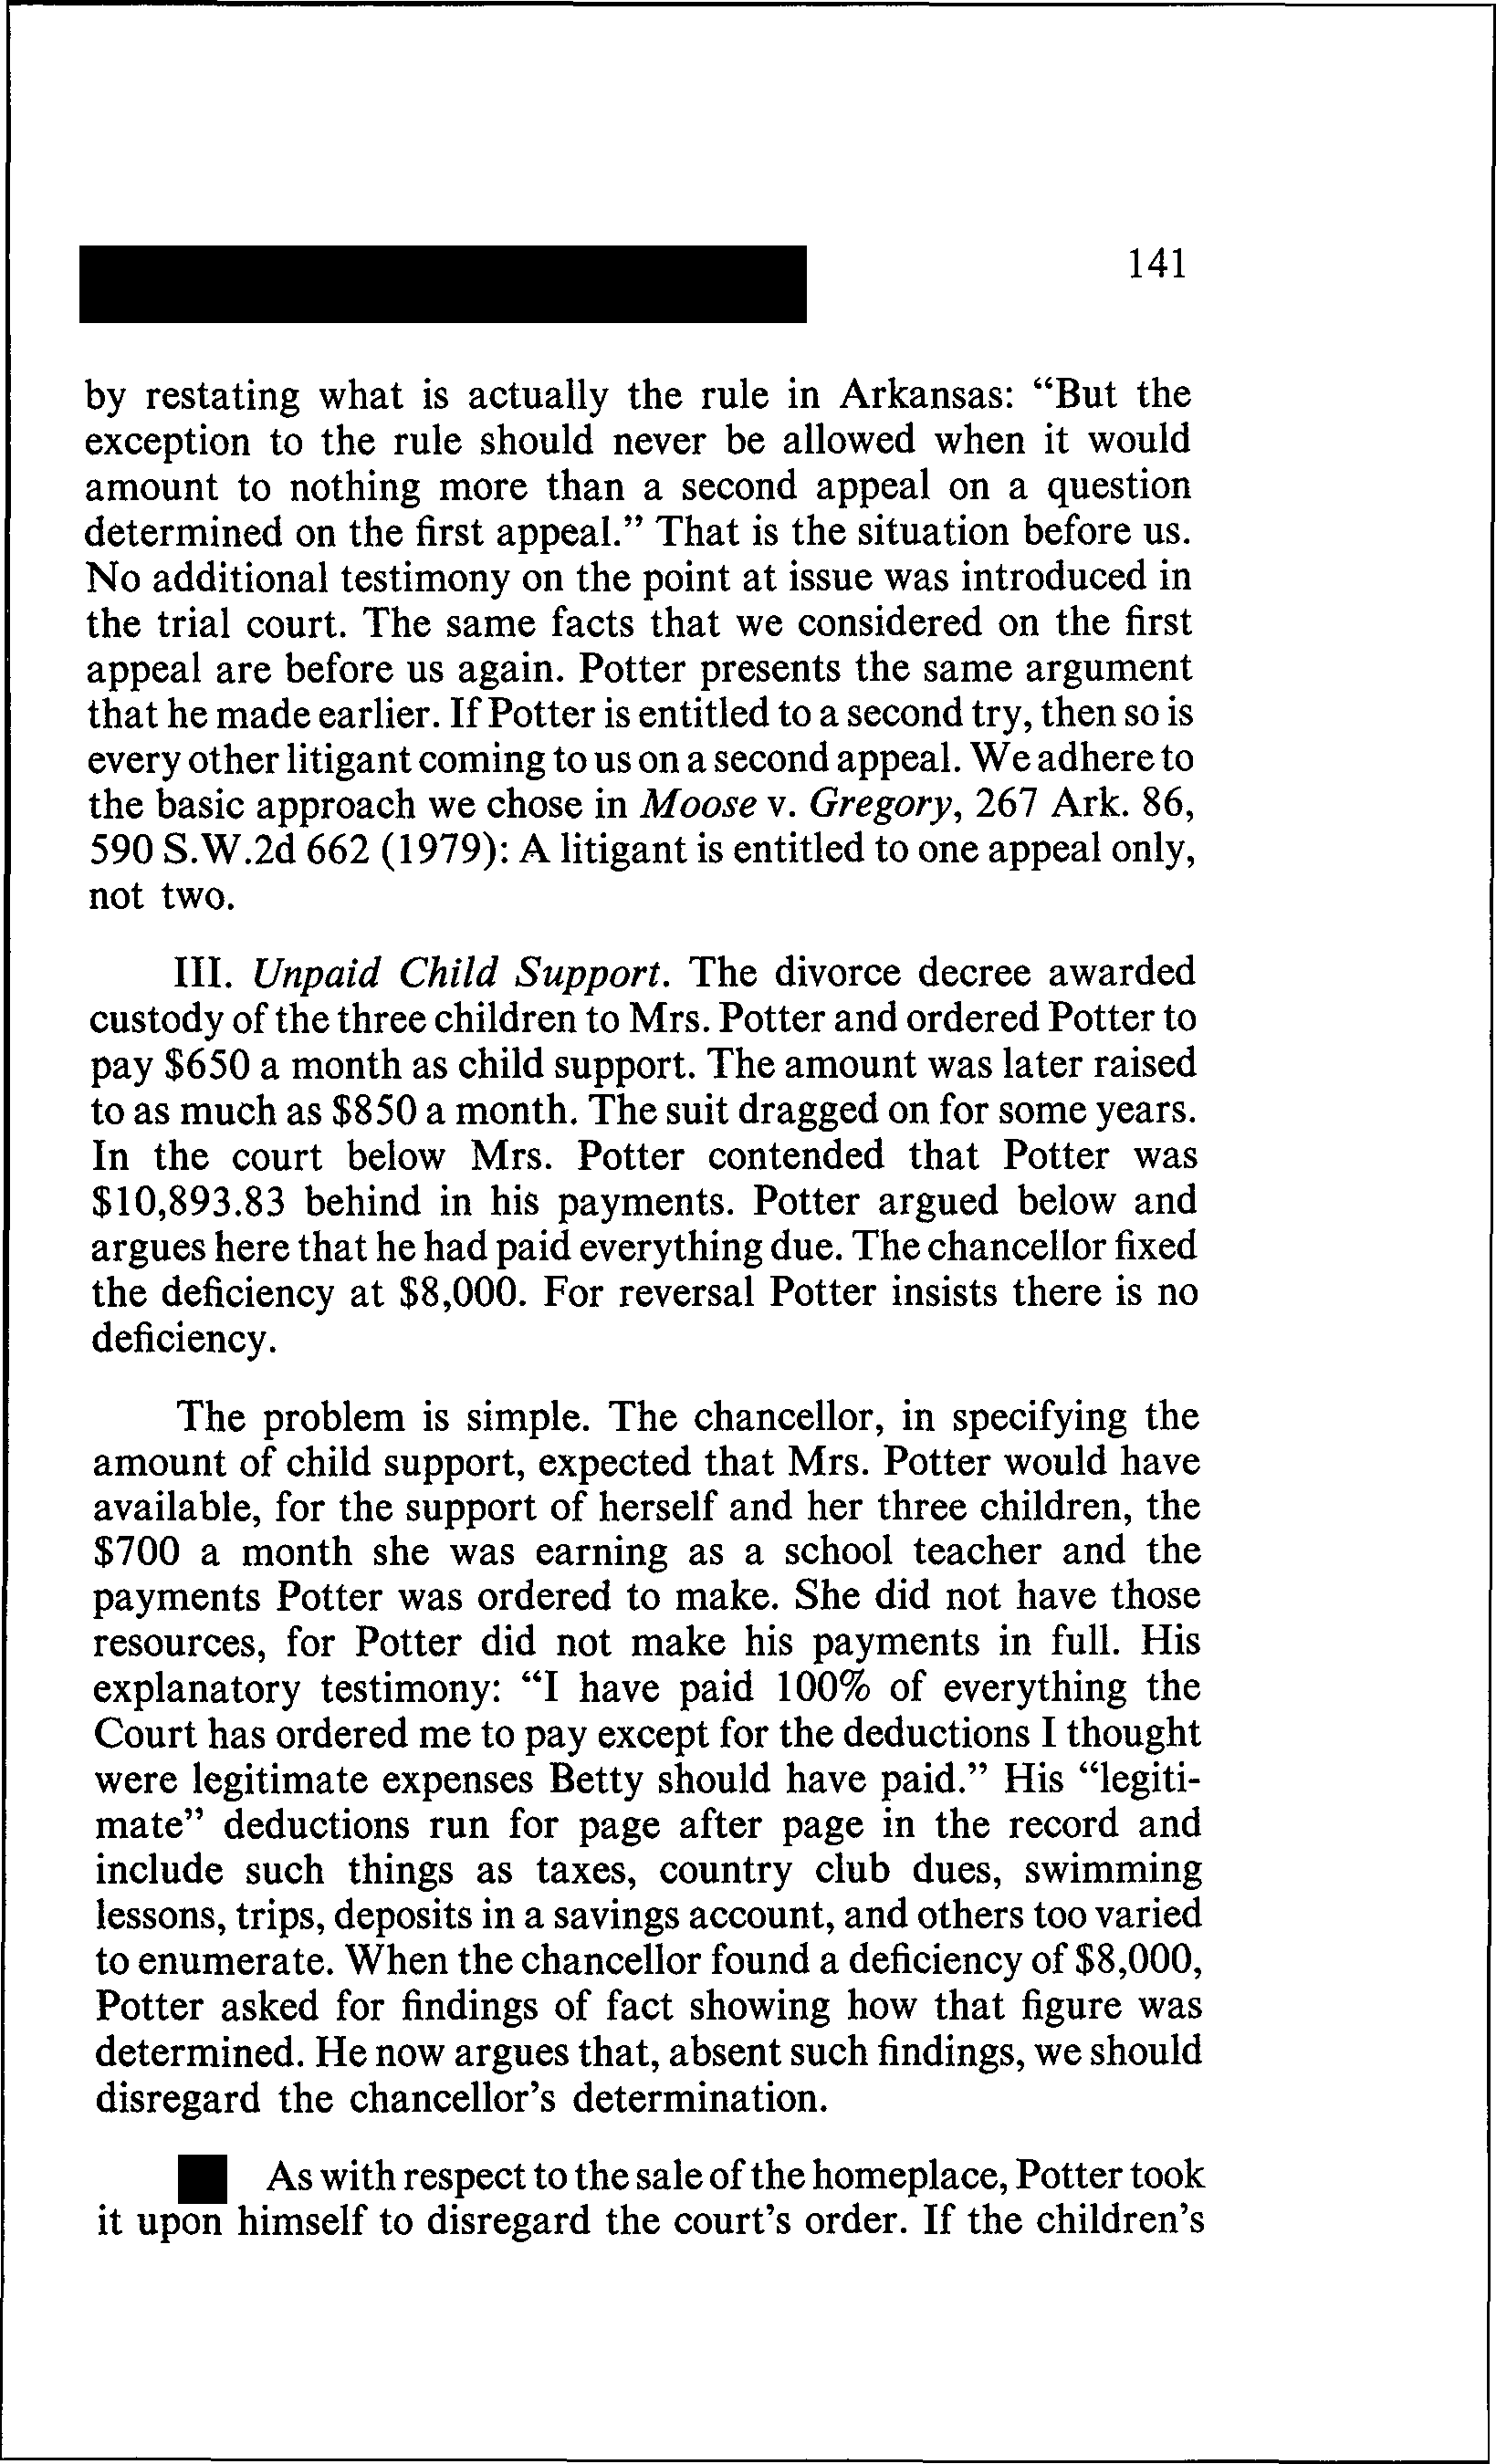 141
by restating what is actually the rule in Arkansas: “But the
exception to the rule should never be allowed when it would
amount to nothing more than a second appeal on a question
determined on the first appeal.” That is the situation before us.
No additional testimony on the point at issue was introduced in
the trial court. The same facts that we considered on the first
appeal are before us again. Potter presents the same argument
that he made earlier. If Potter is entitled to a second try, then so is
every other litigant coming to us on a second appeal. We adhere to
the basic approach we chose in Moose v. Gregory, 267 Ark. 86,
590 S.W.2d 662 (1979): A litigant is entitled to one appeal only,
not two.
III. Unpaid Child Support. The divorce decree awarded
custody of the three children to Mrs. Potter and ordered Potter to
pay $650 a month as child support. The amount was later raised
to as much as $850 a month. The suit dragged on for some years.
In the court below Mrs. Potter contended that Potter was
$10,893.83 behind in his payments. Potter argued below and
argues here that he had paid everything due. The chancellor fixed
the deficiency at $8,000. For reversal Potter insists there is no
deficiency.
The problem is simple. The chancellor, in specifying the
amount of child support, expected that Mrs. Potter would have
available, for the support of herself and her three children, the
$700 a month she was earning as a school teacher and the
payments Potter was ordered to make. She did not have those
resources, for Potter did not make his payments in full. His
explanatory testimony: “I have paid 100% of everything the
Court has ordered me to pay except for the deductions I thought
were legitimate expenses Betty should have paid.” His “legiti-
mate” deductions run for page after page in the record and
include such things as taxes, country club dues, swimming
lessons, trips, deposits in a savings account, and others too varied
to enumerate. When the chancellor found a deficiency of $8,000,
Potter asked for findings of fact showing how that figure was
determined. He now argues that, absent such findings, we should
disregard the chancellor’s determination.
As with respect to the sale of the homeplace, Potter took
it upon himself to disregard the court’s order. If the children’s